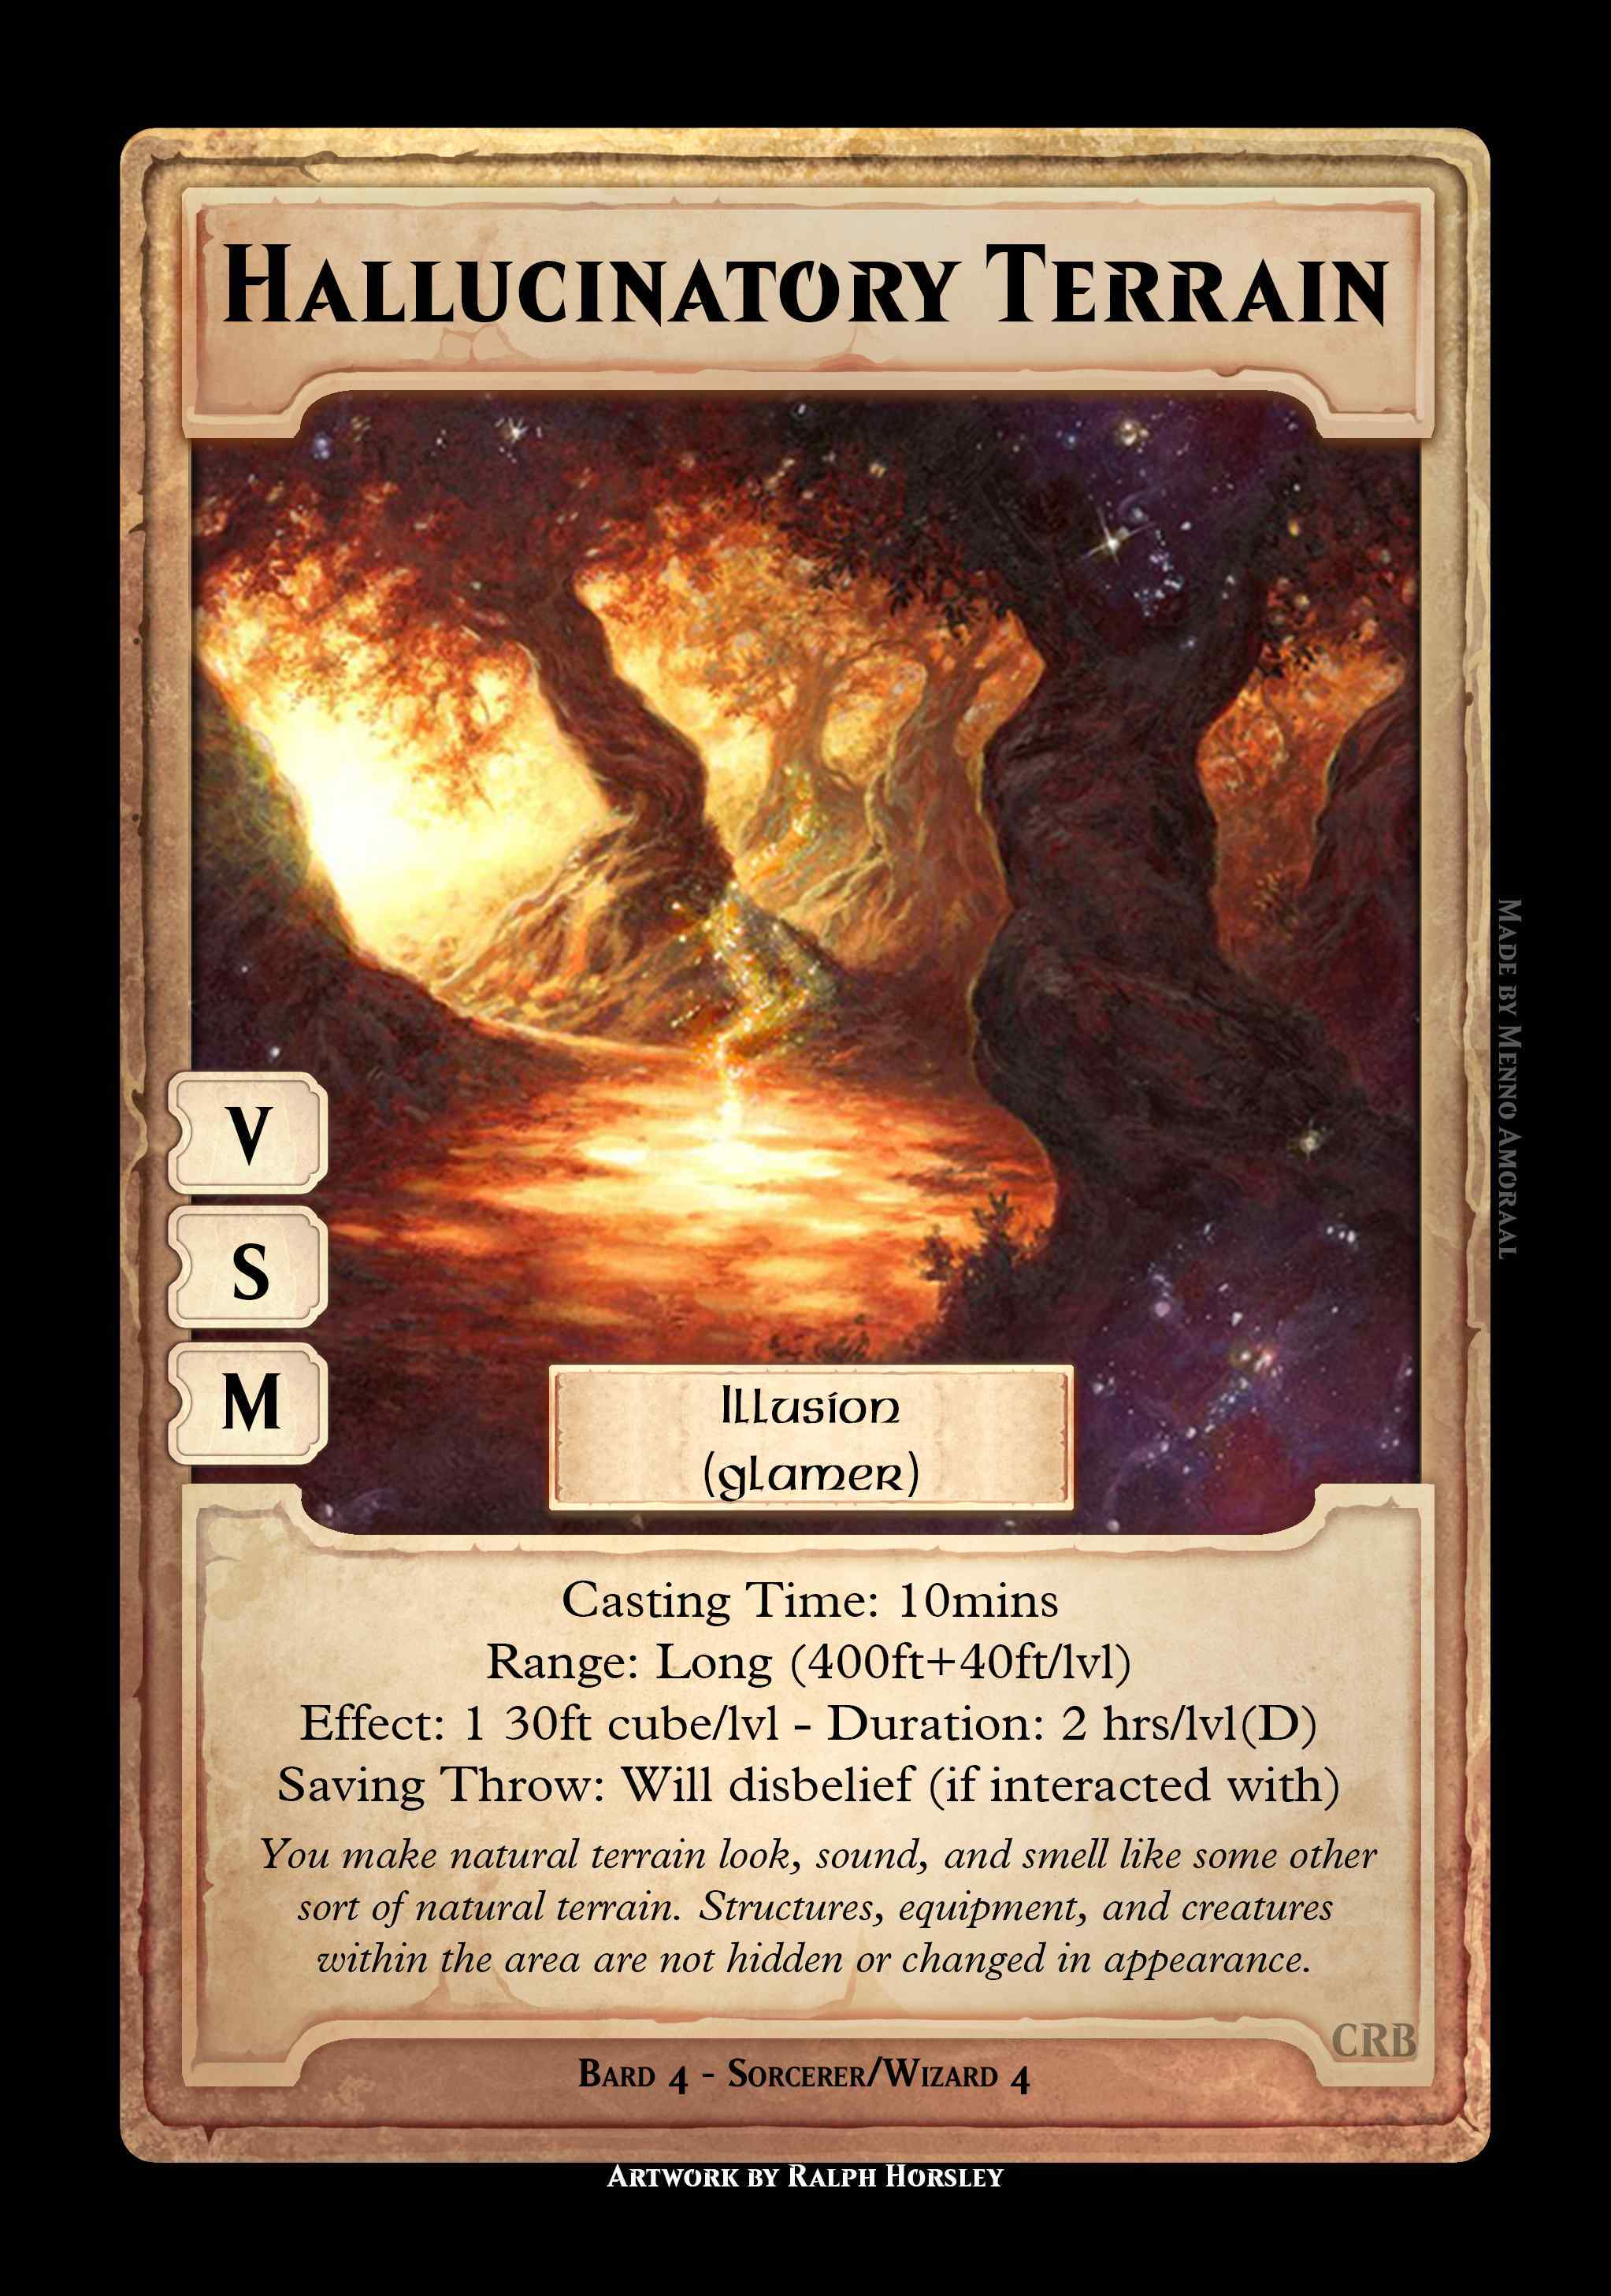 Hallucinatory Terrain
V
S
M
Illusion
(glamer)
Casting Time: 10mins
Range: Long (400ft+40ft/lvl)
Effect: 1 30ft cube/lvl - Duration: 2 hrs/lvl(D)
Saving Throw: Will disbelief (if interacted with)
You make natural terrain look, sound, and smell like some other
sort of natural terrain. Structures, equipment, and creatures
within the area are not hidden or changed in appearance.
CRB
Bard 4 - Sorcerer/Wizard 4
Artwork by Ralph Horsley
Made by Menno Amoraal